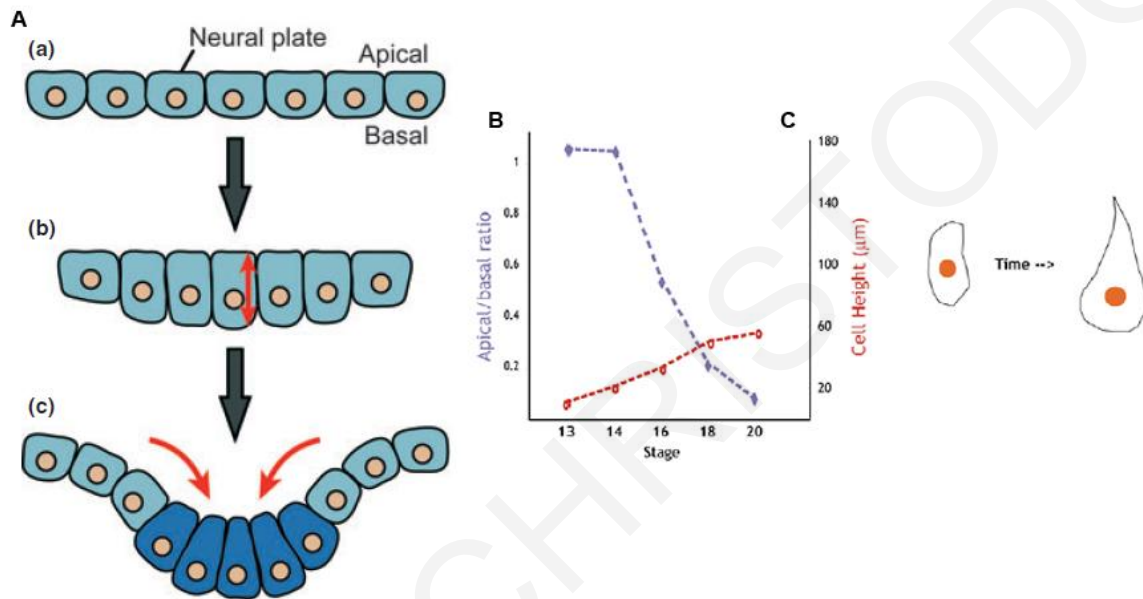 A
(a)
Neural plate
Apical
Basal
(b)
(c)
B
Apical/basal ratio
1
0.8
0.6
0.4
0.2
13 14 16 18 20
Stage
Cell Height (μm)
180
140
100
60
20
C
Time -->
CHRISTODO